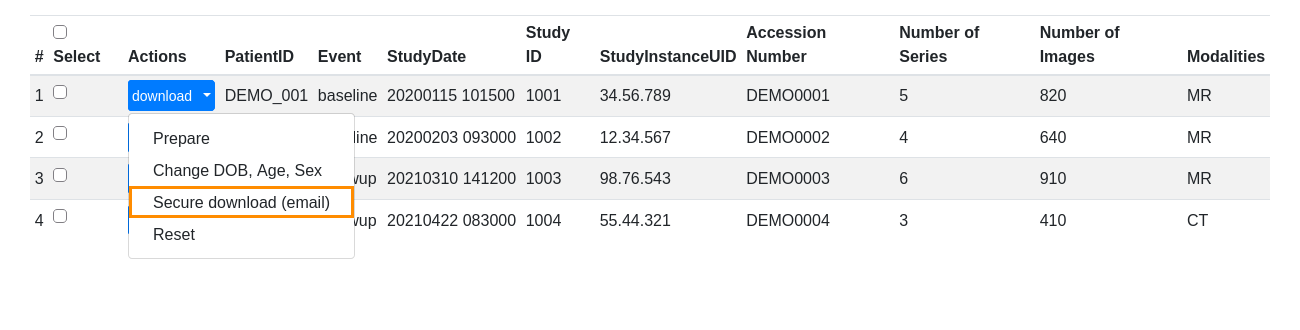 # Select Actions PatientID Event StudyDate Study ID StudyInstanceUID Accession Number Number of Series Number of Images Modalities
1 download DEMO_001 baseline 20200115 101500 1001 34.56.789 DEMO0001 5 820 MR
2 line 20200203 093000 1002 12.34.567 DEMO0002 4 640 MR
3 wup 20210310 141200 1003 98.76.543 DEMO0003 6 910 MR
4 wup 20210422 083000 1004 55.44.321 DEMO0004 3 410 CT
Prepare
Change DOB, Age, Sex
Secure download (email)
Reset